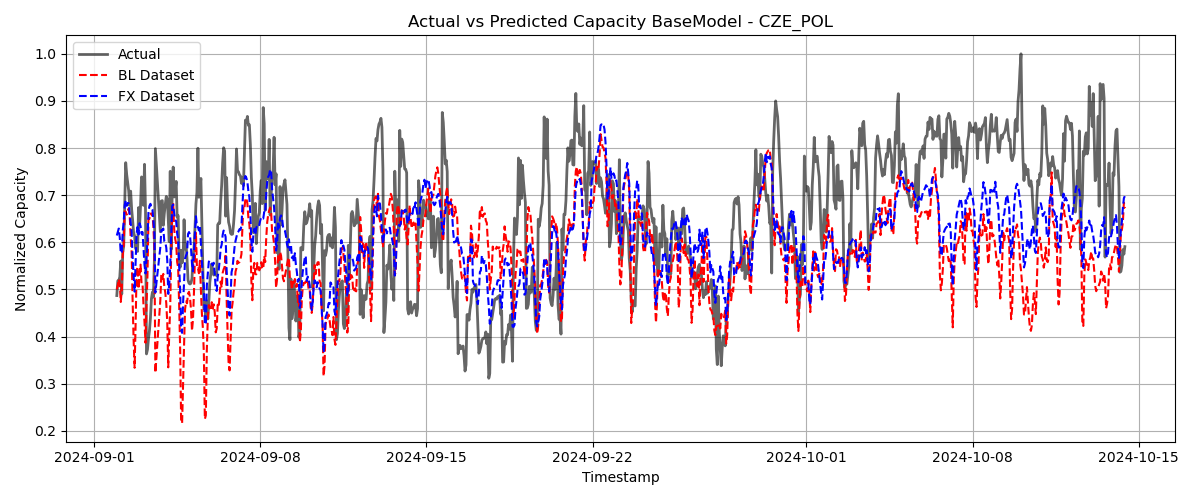 Actual vs Predicted Capacity BaseModel - CZE_POL
Actual
BL Dataset
FX Dataset
Normalized Capacity
1.0
0.9
0.8
0.7
0.6
0.5
0.4
0.3
0.2
2024-09-01
2024-09-08
2024-09-15
2024-09-22
2024-10-01
2024-10-08
2024-10-15
Timestamp